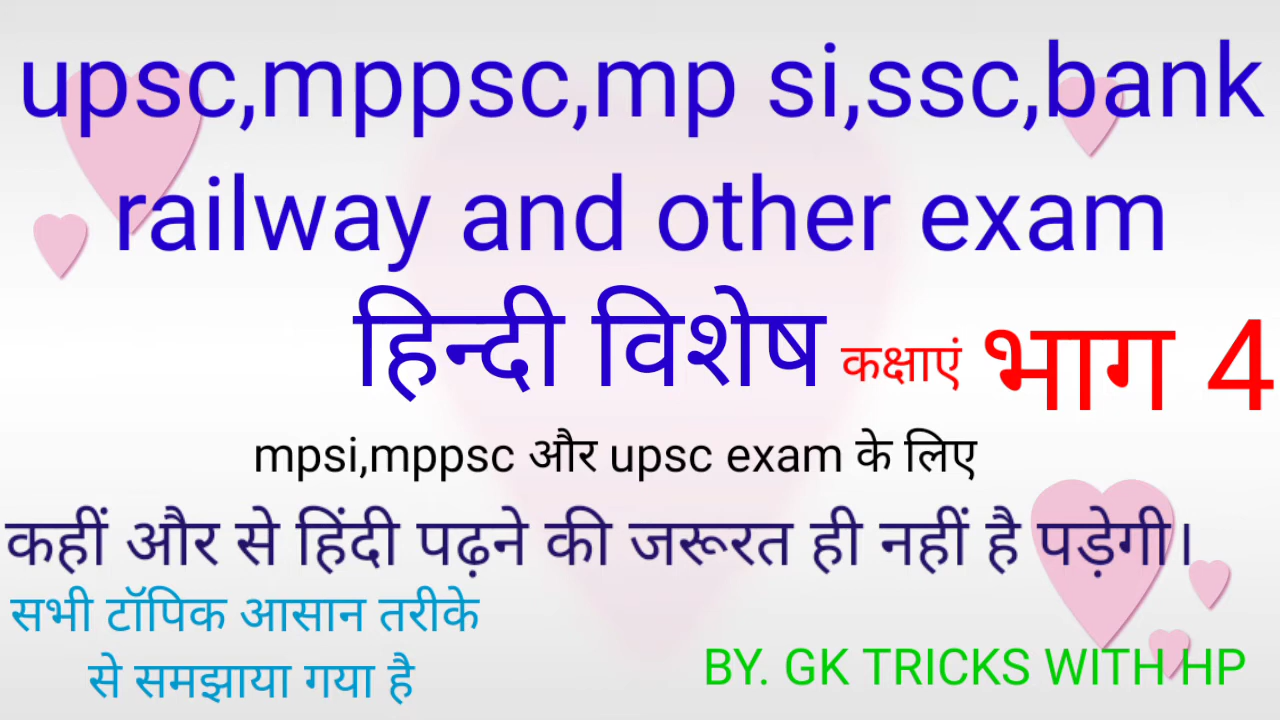 upsc,mppsc,mp si,ssc,bank
railway and other exam
हिन्दी विशेष कक्षाएं भाग 4
mpsi,mppsc और upsc exam के लिए
कहीं और से हिंदी पढ़ने की जरूरत ही नहीं है पड़ेगी।
सभी टॉपिक आसान तरीके
से समझाया गया है
BY. GK TRICKS WITH HP